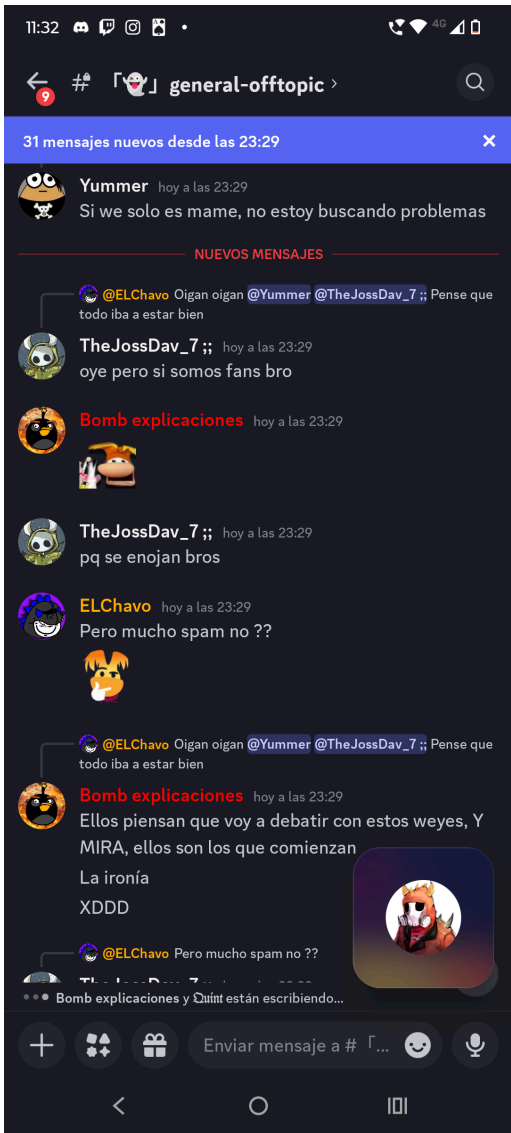 11:32
4G
「👻」general-offtopic
9
31 mensajes nuevos desde las 23:29
Yummer hoy a las 23:29
Si we solo es mame, no estoy buscando problemas
NUEVOS MENSAJES
@ELChavo Oigan oigan @Yummer @TheJossDav_7 ;; Pense que
todo iba a estar bien
TheJossDav_7 ;; hoy a las 23:29
oye pero si somos fans bro
Bomb explicaciones hoy a las 23:29
TheJossDav_7 ;; hoy a las 23:29
pq se enojan bros
ELChavo hoy a las 23:29
Pero mucho spam no ??
@ELChavo Oigan oigan @Yummer @TheJossDav_7 ;; Pense que
todo iba a estar bien
Bomb explicaciones hoy a las 23:29
Ellos piensan que voy a debatir con estos weyes, Y
MIRA, ellos son los que comienzan
La ironía
XDDD
@ELChavo Pero mucho spam no ??
Bomb explicaciones y Quint están escribiendo...
Enviar mensaje a #「...